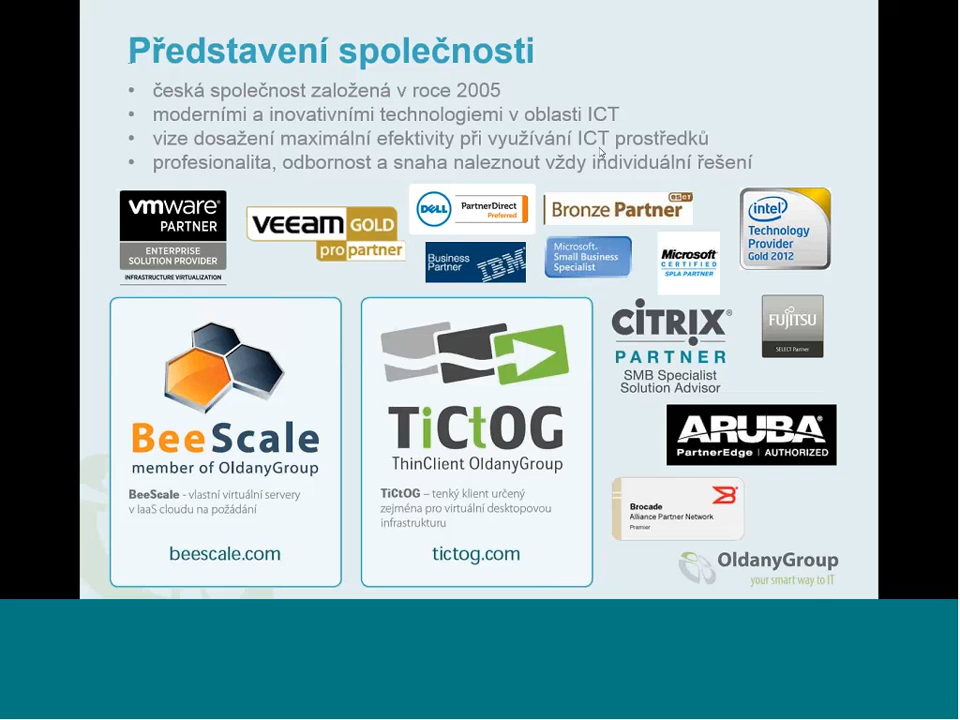 Představení společnosti
• česká společnost založená v roce 2005
• moderními a inovativními technologiemi v oblasti ICT
• vize dosažení maximální efektivity při využívání ICT prostředků
• profesionalita, odbornost a snaha naleznout vždy individuální řešení
vmware®
PARTNER
ENTERPRISE
SOLUTION PROVIDER
INFRASTRUCTURE VIRTUALIZATION
veeam GOLD
propartner
DELL
PartnerDirect
Preferred
eset
Bronze Partner
Business
Partner
IBM
Microsoft®
Small Business
Specialist
Microsoft
CERTIFIED
SPLA PARTNER
intel
Technology
Provider
Gold 2012
CİTRIX®
PARTNER
SMB Specialist
Solution Advisor
FUJITSU
SELECT Partner
ARUBA
PartnerEdge | AUTHORIZED
Brocade
Alliance Partner Network
Premier
BeeScale
member of OldanyGroup
BeeScale - vlastní virtuální servery
v IaaS cloudu na požádání
beescale.com
TiCtOG
ThinClient OldanyGroup
TiCtOG – tenký klient určený
zejména pro virtuální desktopovou
infrastrukturu
tictog.com
OldanyGroup
your smart way to IT